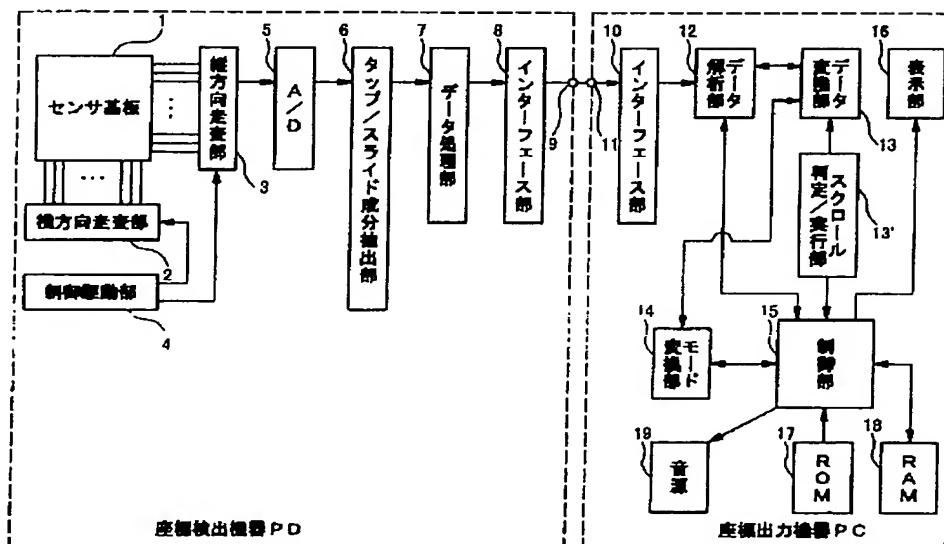 1
センサ基板
縦方向走査部
3
5
A/D
6
タップ/スライド成分抽出部
7
データ処理部
8
インターフェース部
9
11
10
インターフェース部
12
データ解析部
データ変換部
13
16
表示部
スクロール判定/実行部
13'
横方向走査部
2
制御駆動部
4
14
モード変換部
15
制御部
19
音源
17
ROM
18
RAM
座標検出機器PD
座標出力機器PC